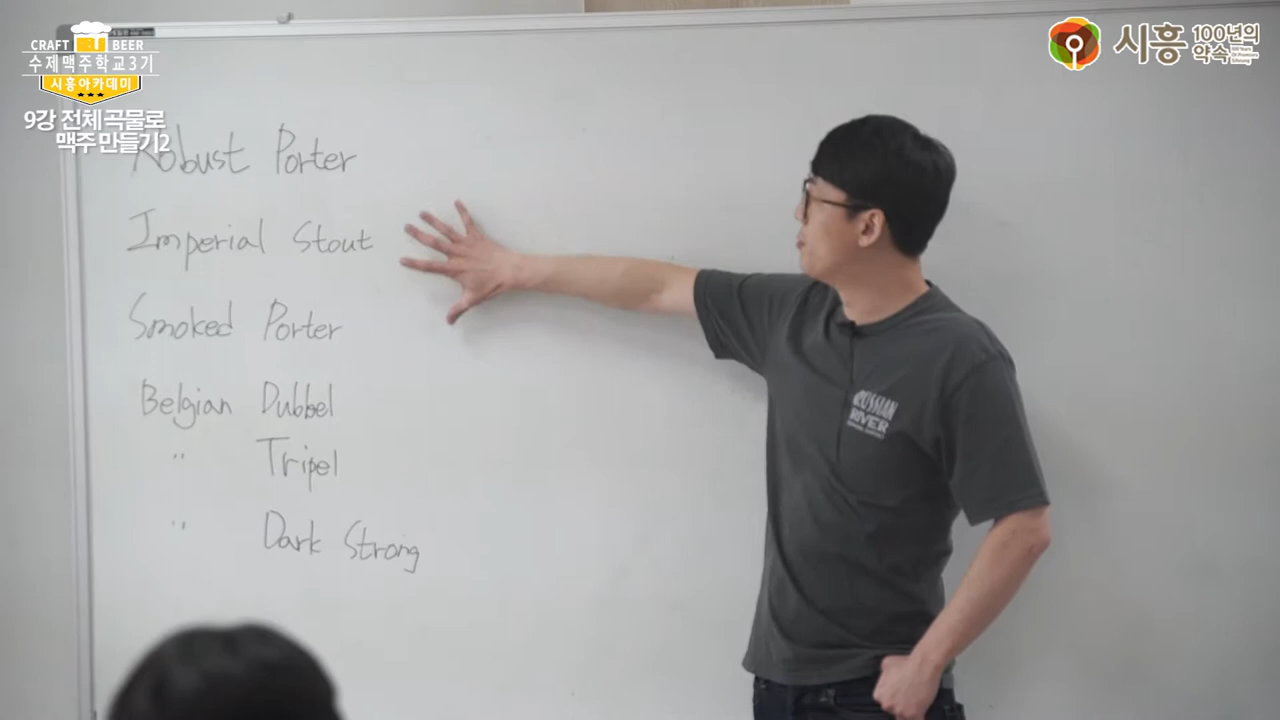 CRAFT BEER
수제맥주학교3기
시흥아카데미
9강 전체곡물로
맥주만들기2
시흥 100년의
약속
Robust Porter
Imperial Stout
Smoked Porter
Belgian Dubbel
" Tripel
" Dark Strong
RUSSIAN
RIVER